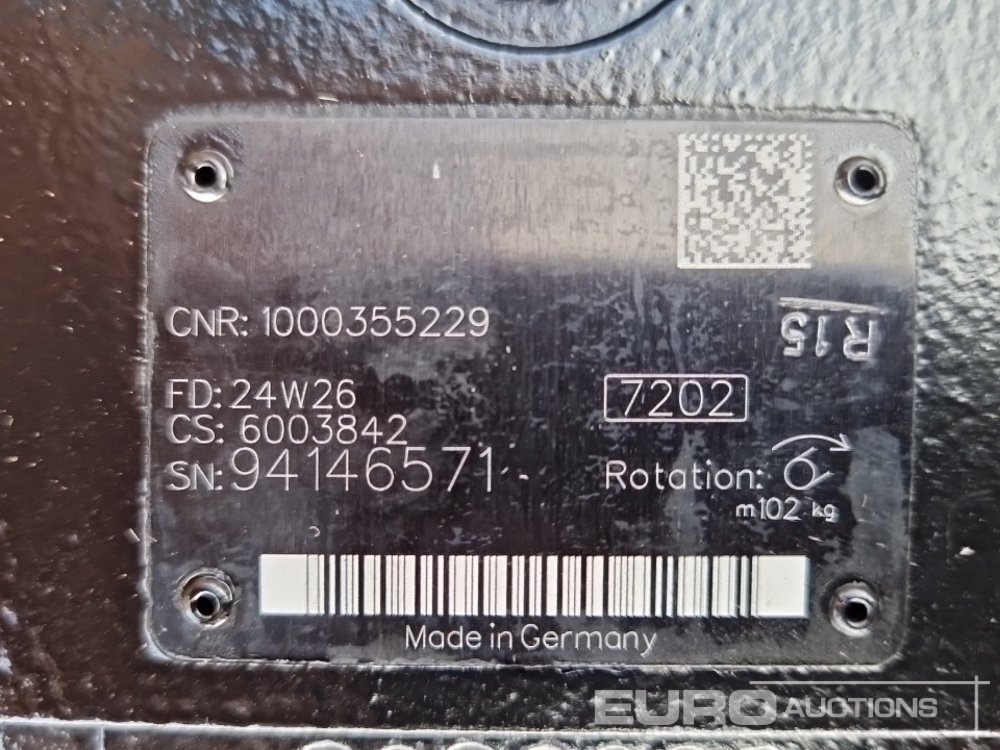 CNR: 1000355229
R15
FD: 24W26
7202
CS: 6003842
SN: 94146571
Rotation:
m102 kg
Made in Germany
EURO AUCTIONS